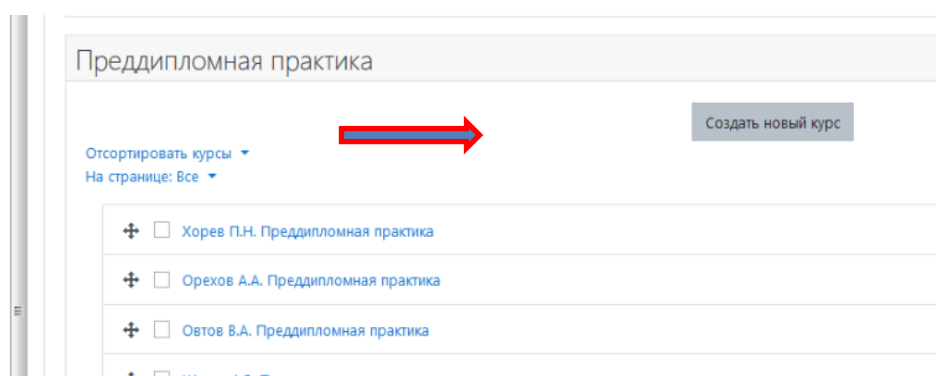 Преддипломная практика
Создать новый курс
Отсортировать курсы
На странице: Все
Хорев П.Н. Преддипломная практика
Орехов А.А. Преддипломная практика
Овтов В.А. Преддипломная практика